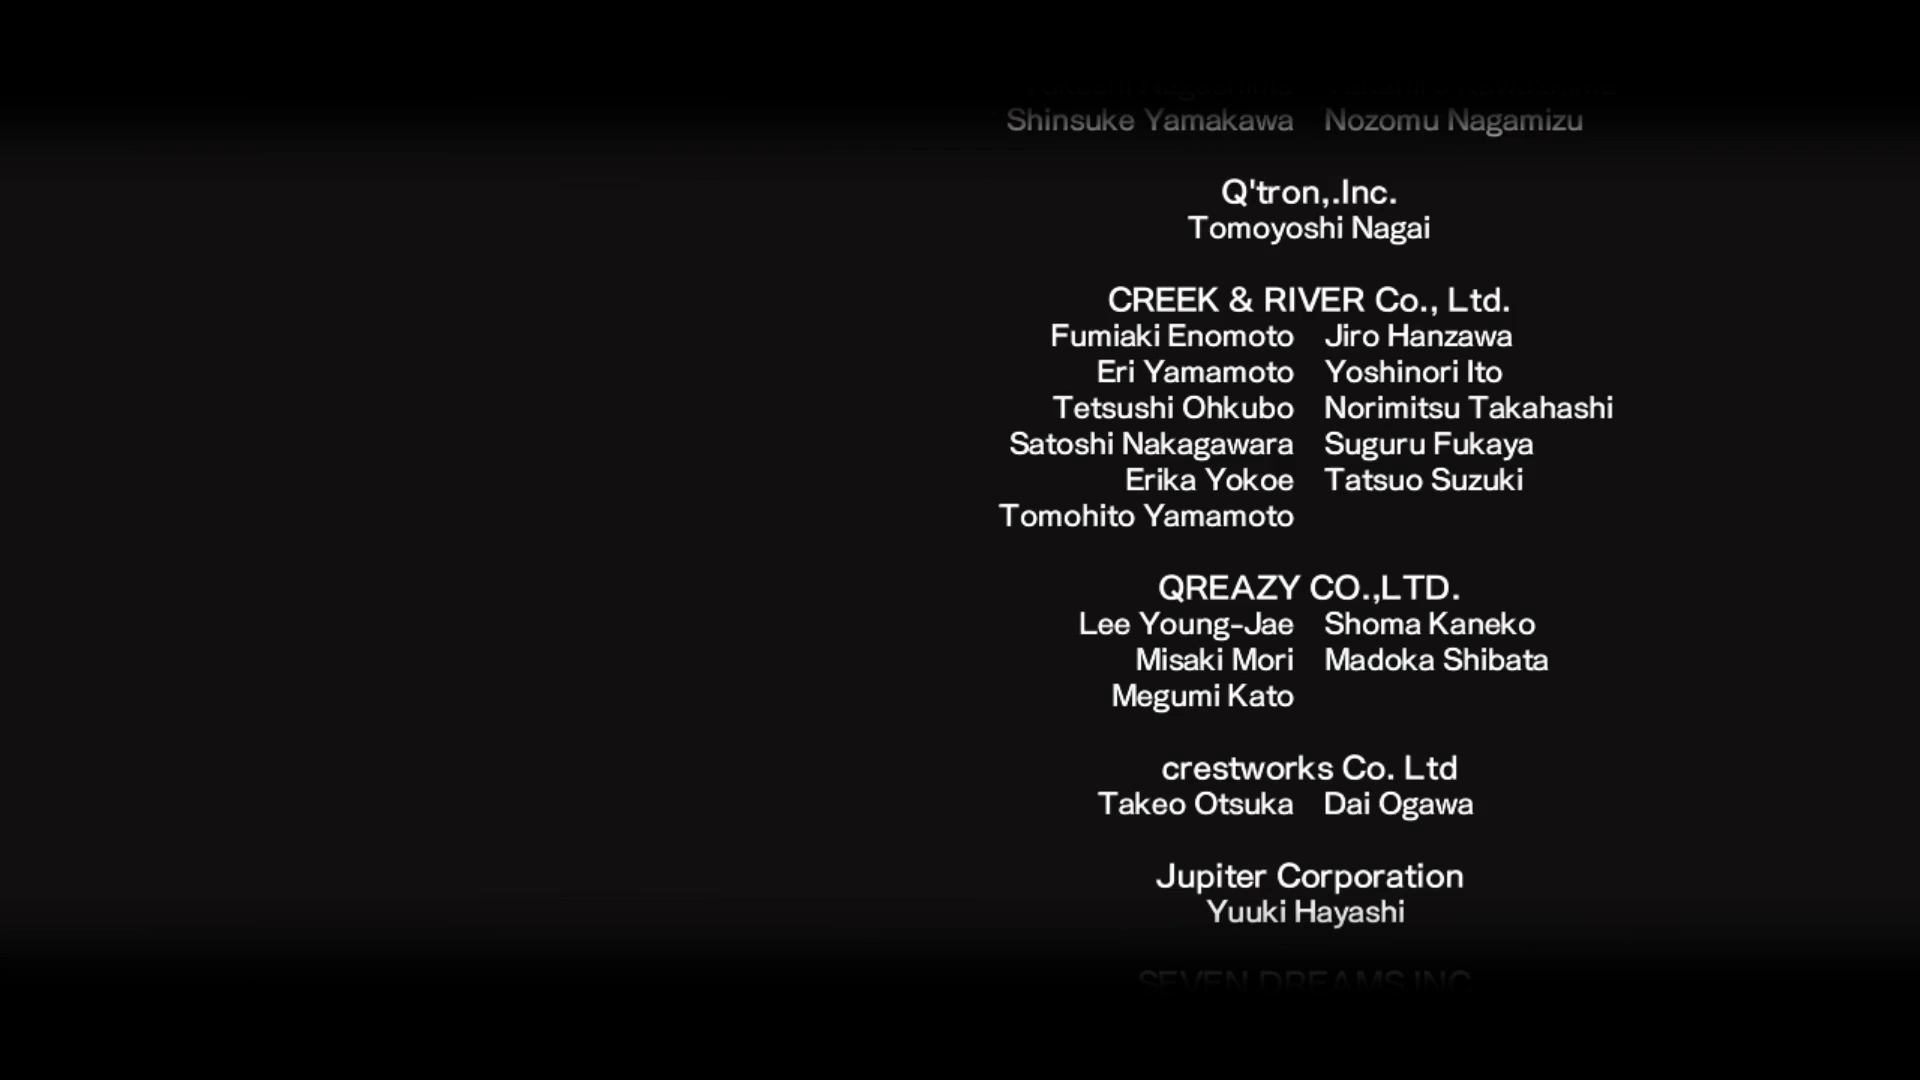 Shinsuke Yamakawa Nozomu Nagamizu
Q'tron,.Inc.
Tomoyoshi Nagai
CREEK & RIVER Co., Ltd.
Fumiaki Enomoto Jiro Hanzawa
Eri Yamamoto Yoshinori Ito
Tetsushi Ohkubo Norimitsu Takahashi
Satoshi Nakagawara Suguru Fukaya
Erika Yokoe Tatsuo Suzuki
Tomohito Yamamoto
QREAZY CO.,LTD.
Lee Young-Jae Shoma Kaneko
Misaki Mori Madoka Shibata
Megumi Kato
crestworks Co. Ltd
Takeo Otsuka Dai Ogawa
Jupiter Corporation
Yuuki Hayashi
SEVEN DREAMS.INC